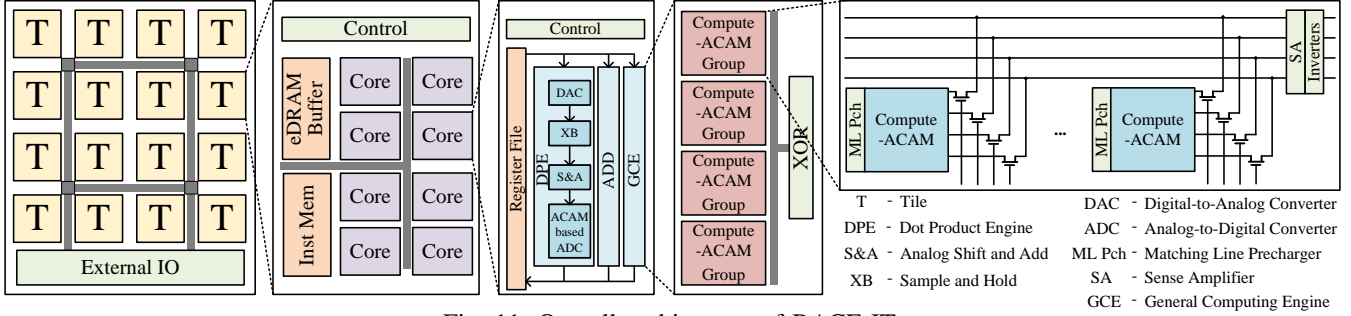 T T T T
T T T T
T T T T
T T T T
External IO
Control
eDRAM
Buffer
Inst Mem
Core Core
Core Core
Core Core
Core Core
Control
Register File
DPE
DAC
XB
S&A
ACAM
based
ADC
ADD
GCE
Compute
-ACAM
Group
Compute
-ACAM
Group
Compute
-ACAM
Group
Compute
-ACAM
Group
XOR
SA
Inverters
ML Pch
Compute
-ACAM
...
ML Pch
Compute
-ACAM
T - Tile
DPE - Dot Product Engine
S&A - Analog Shift and Add
XB - Sample and Hold
DAC - Digital-to-Analog Converter
ADC - Analog-to-Digital Converter
ML Pch - Matching Line Precharger
SA - Sense Amplifier
GCE - General Computing Engine